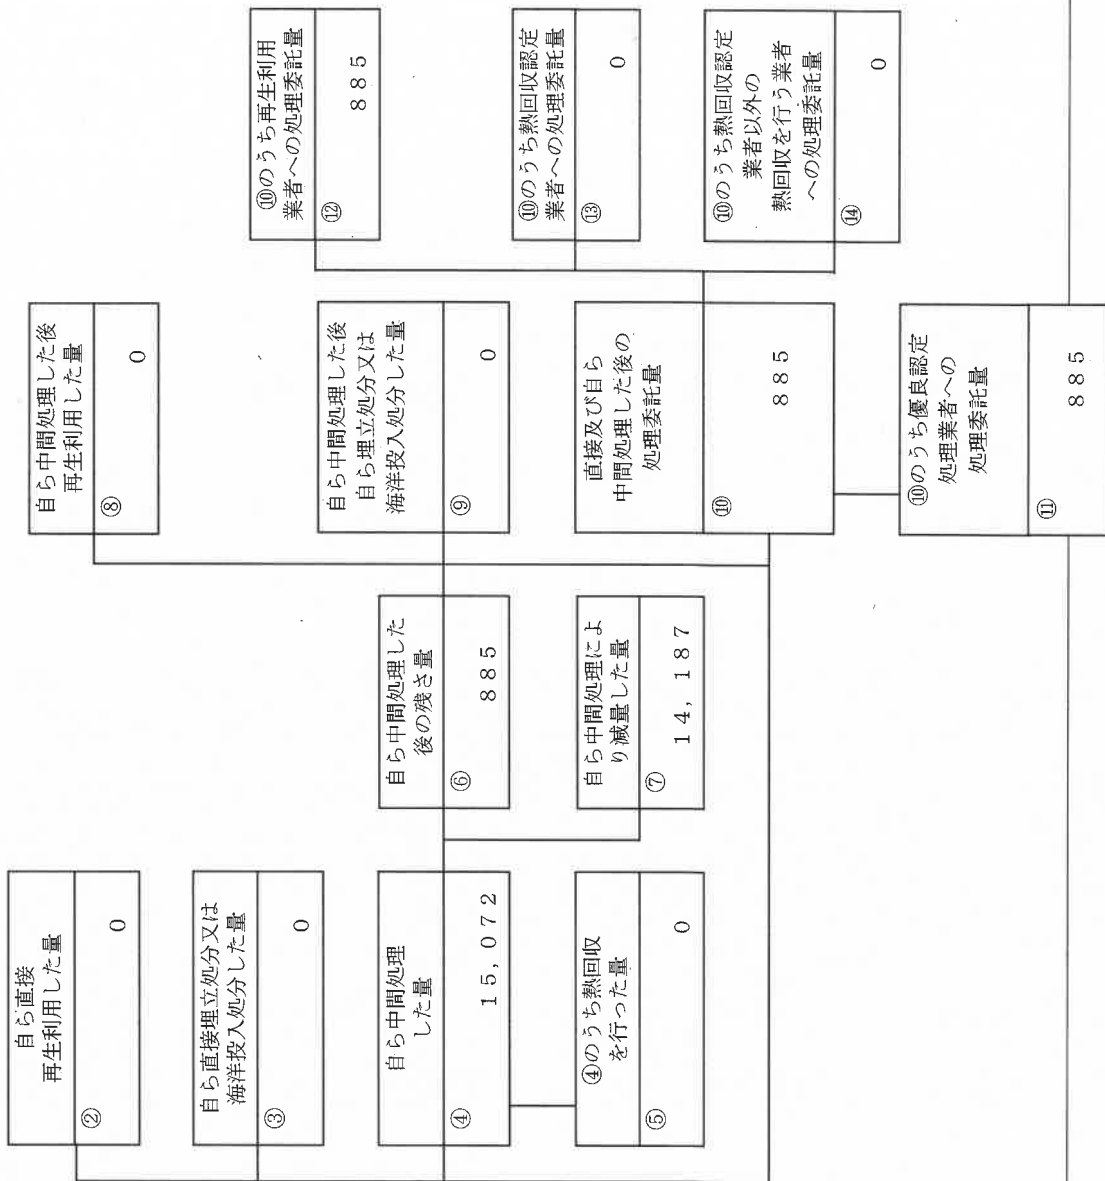 自ら直接
再生利用した量
②
0
自ら直接埋立処分又は
海洋投入処分した量
③
0
自ら中間処理
した量
④
15,072
④のうち熱回収
を行った量
⑤
0
自ら中間処理した
後の残さ量
⑥
885
自ら中間処理によ
り減量した量
⑦
14,187
自ら中間処理した後
再生利用した量
⑧
0
自ら中間処理した後
自ら埋立処分又は
海洋投入処分した量
⑨
0
直接及び自ら
中間処理した後の
処理委託量
⑩
885
⑩のうち優良認定
処理業者への
処理委託量
⑪
885
⑩のうち再生利用
業者への処理委託量
⑫
885
⑩のうち熱回収認定
業者への処理委託量
⑬
0
⑩のうち熱回収認定
業者以外の
熱回収を行う業者
への処理委託量
⑭
0